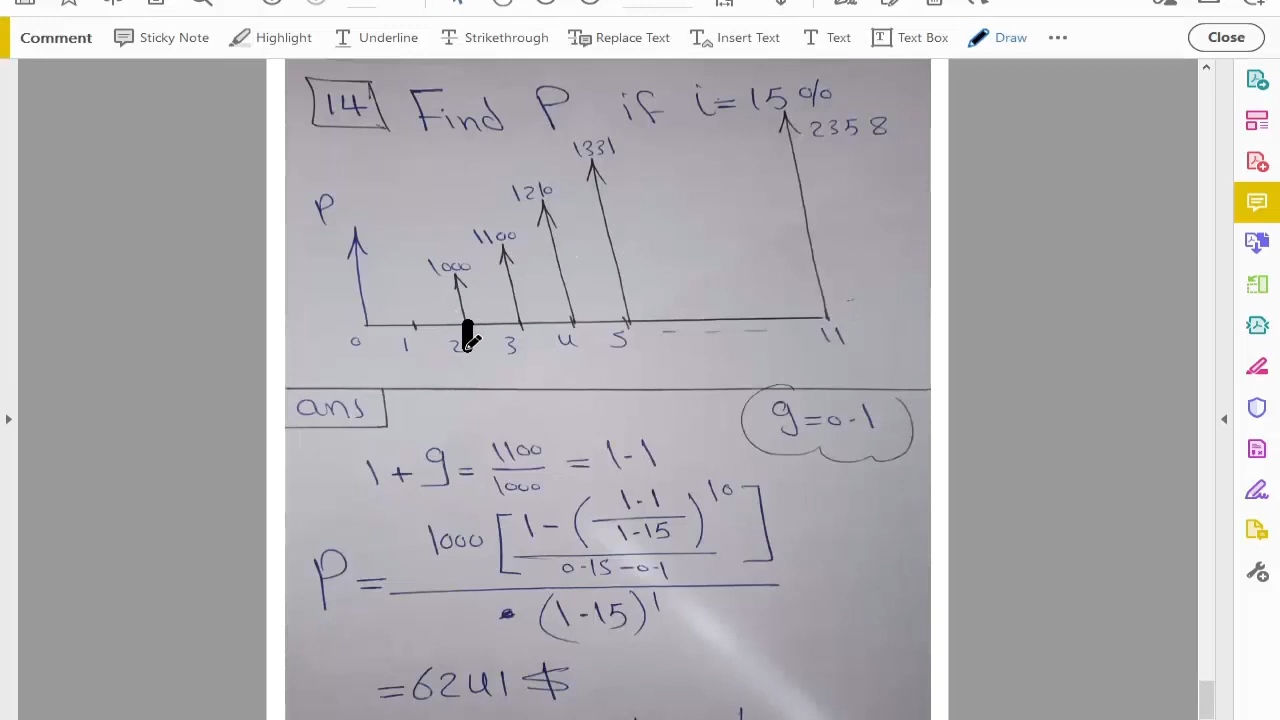 Comment Sticky Note Highlight Underline Strikethrough Replace Text Insert Text Text Text Box Draw Close
14 Find P if i=15%
2358
1331
1210
P
1100
1000
0 1 2 3 4 5 11
ans
g=0.1
1+g= 1100/1000 = 1.1
P= 1000[1-(1.1/1.15)^10 / 0.15-0.1] / (1.15)^1
=6241 $